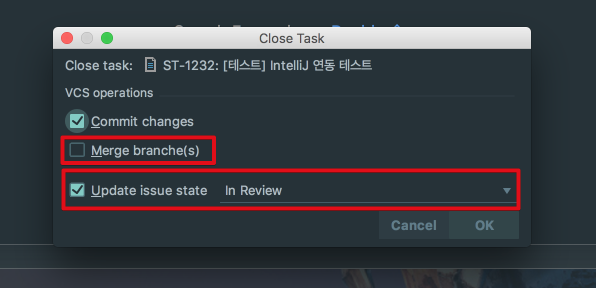 Close Task
Close task: ST-1232: [테스트] IntelliJ 연동 테스트
VCS operations
Commit changes
Merge branche(s)
Update issue state In Review
Cancel OK